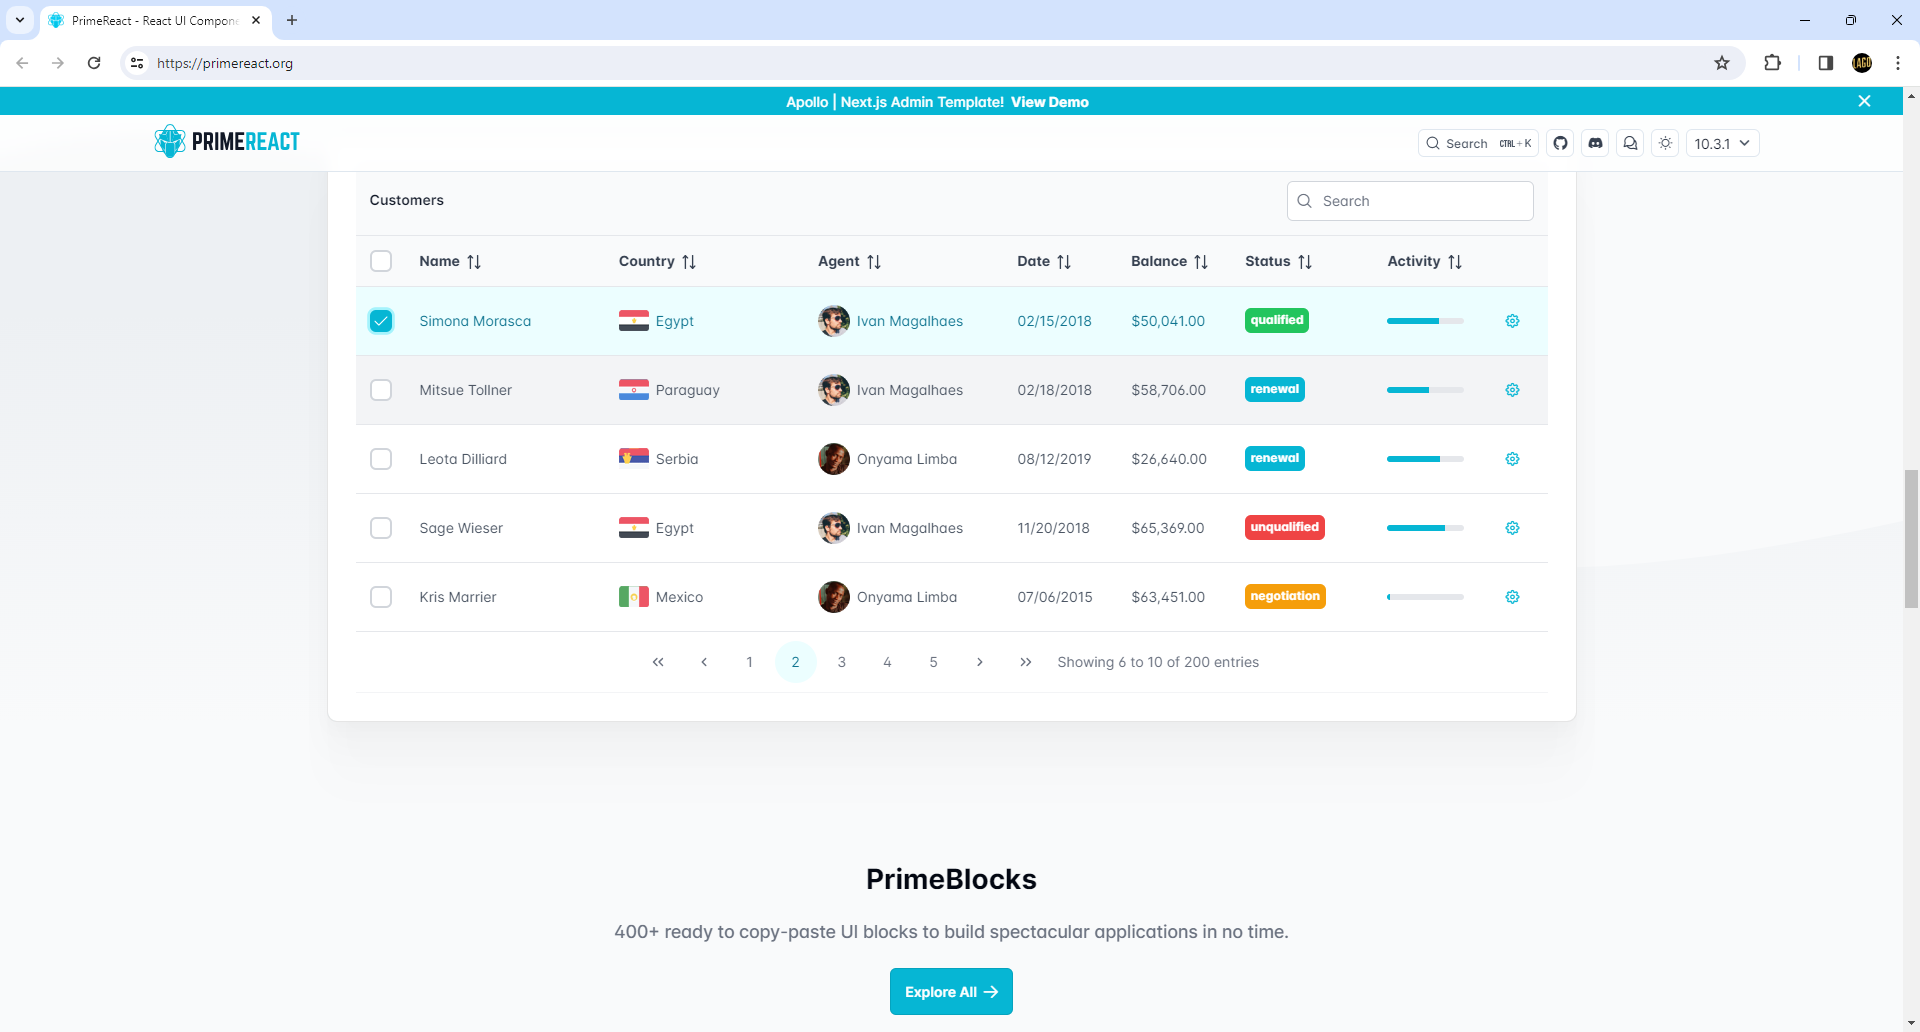 PrimeReact - React UI Compone
https://primereact.org
Apollo | Next.js Admin Template! View Demo
PRIMEREACT
Search CTRL+K
10.3.1
Customers
Search
Name Country Agent Date Balance Status Activity
Simona Morasca Egypt Ivan Magalhaes 02/15/2018 $50,041.00 qualified
Mitsue Tollner Paraguay Ivan Magalhaes 02/18/2018 $58,706.00 renewal
Leota Dilliard Serbia Onyama Limba 08/12/2019 $26,640.00 renewal
Sage Wieser Egypt Ivan Magalhaes 11/20/2018 $65,369.00 unqualified
Kris Marrier Mexico Onyama Limba 07/06/2015 $63,451.00 negotiation
1 2 3 4 5 Showing 6 to 10 of 200 entries
PrimeBlocks
400+ ready to copy-paste UI blocks to build spectacular applications in no time.
Explore All